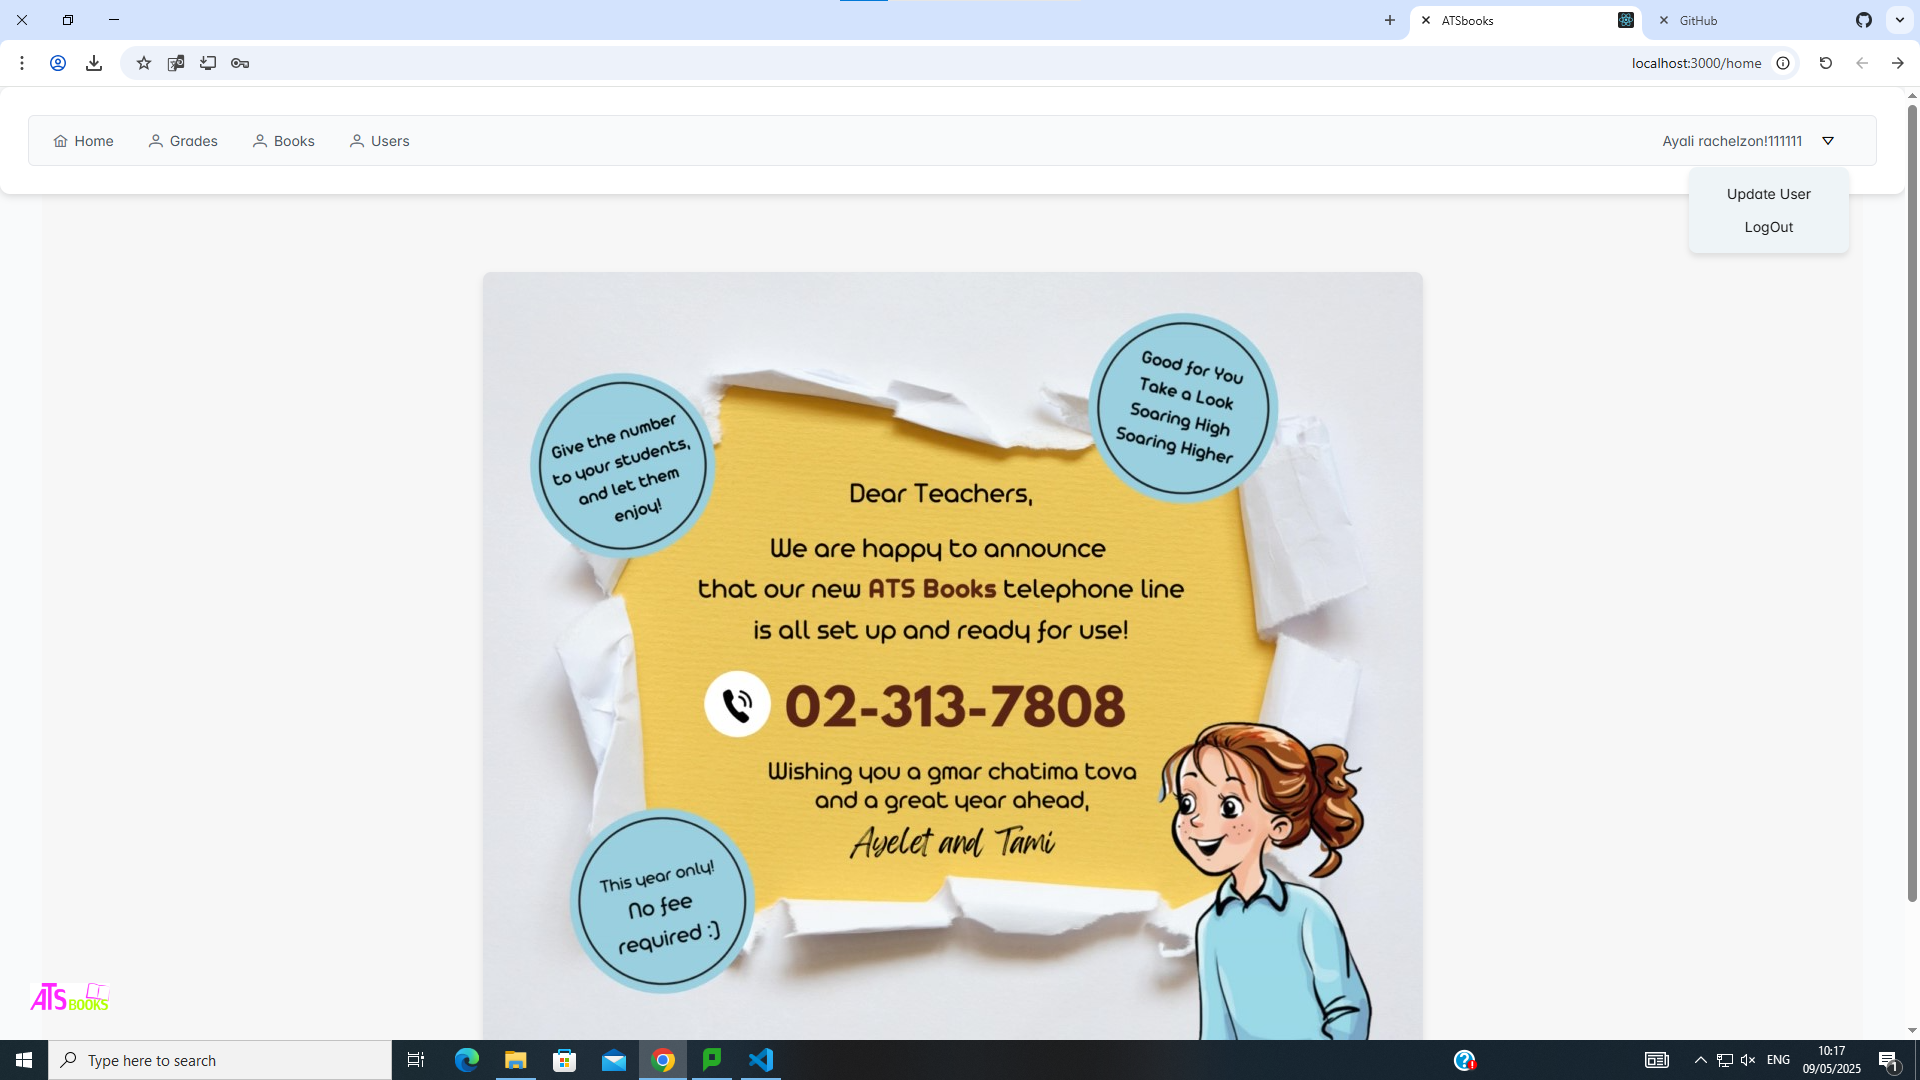 ATSbooks
GitHub
localhost:3000/home
Home
Grades
Books
Users
Ayali rachelzon!111111
Update User
LogOut
Good for You
Take a Look
Soaring High
Soaring Higher
Give the number
to your students,
and let them
enjoy!
Dear Teachers,
We are happy to announce
that our new ATS Books telephone line
is all set up and ready for use!
02-313-7808
Wishing you a gmar chatima tova
and a great year ahead,
Ayelet and Tami
This year only!
No fee
required :)
ATS BOOKS
Type here to search
ENG
10:17
09/05/2025
1